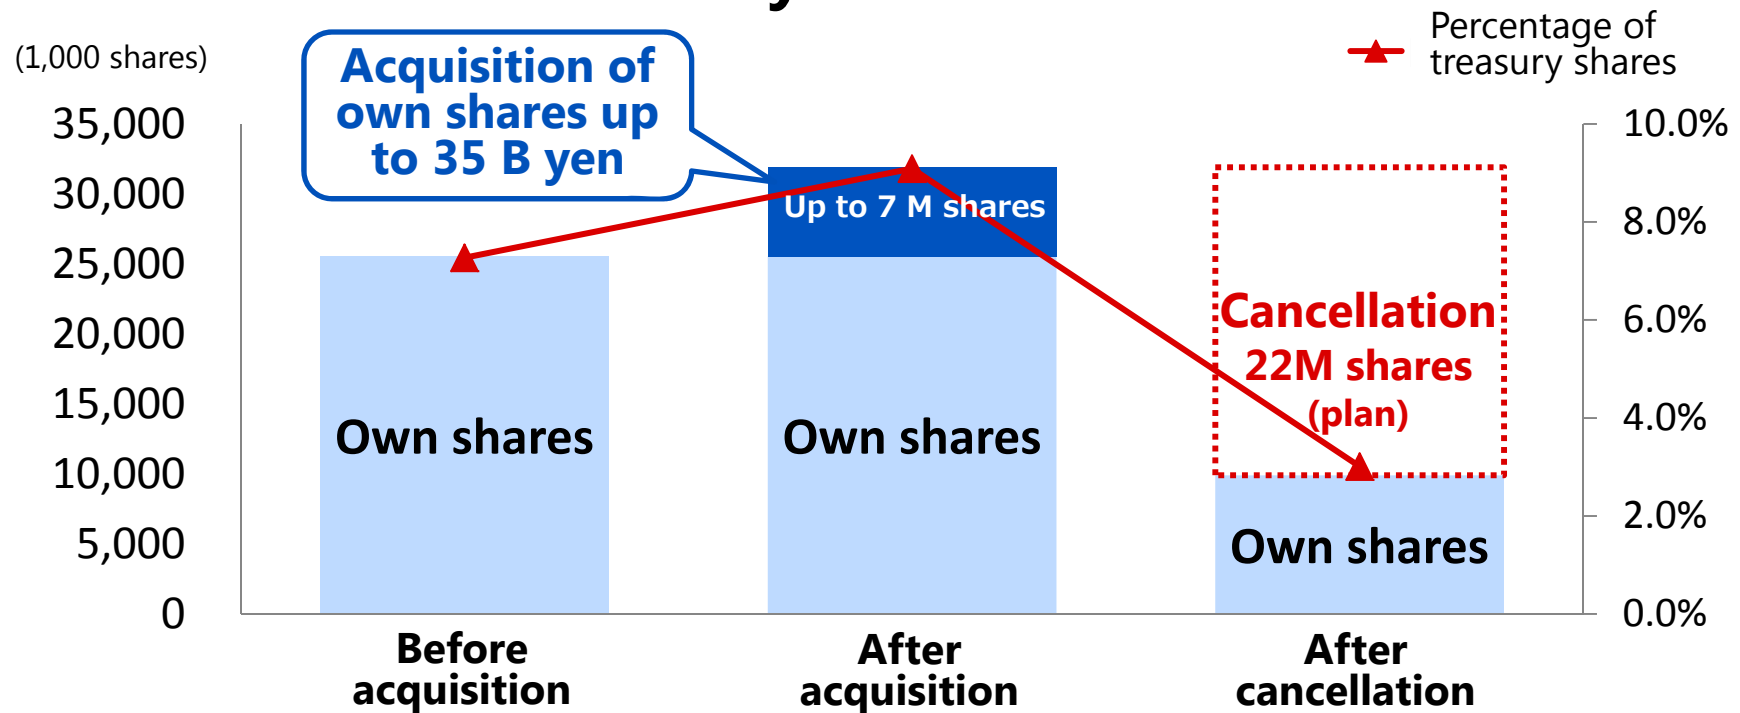 (1,000 shares)
Acquisition of
own shares up
to 35 B yen
Percentage of
treasury shares
35,000
30,000
25,000
20,000
15,000
10,000
5,000
0
10.0%
8.0%
6.0%
4.0%
2.0%
0.0%
Up to 7 M shares
Own shares
Own shares
Cancellation
22M shares
(plan)
Own shares
Before
acquisition
After
acquisition
After
cancellation